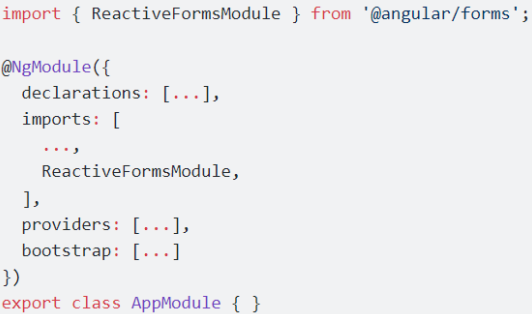 import { ReactiveFormsModule } from '@angular/forms';
@NgModule({
  declarations: [...],
  imports: [
    ...,
    ReactiveFormsModule,
  ],
  providers: [...],
  bootstrap: [...]
})
export class AppModule { }